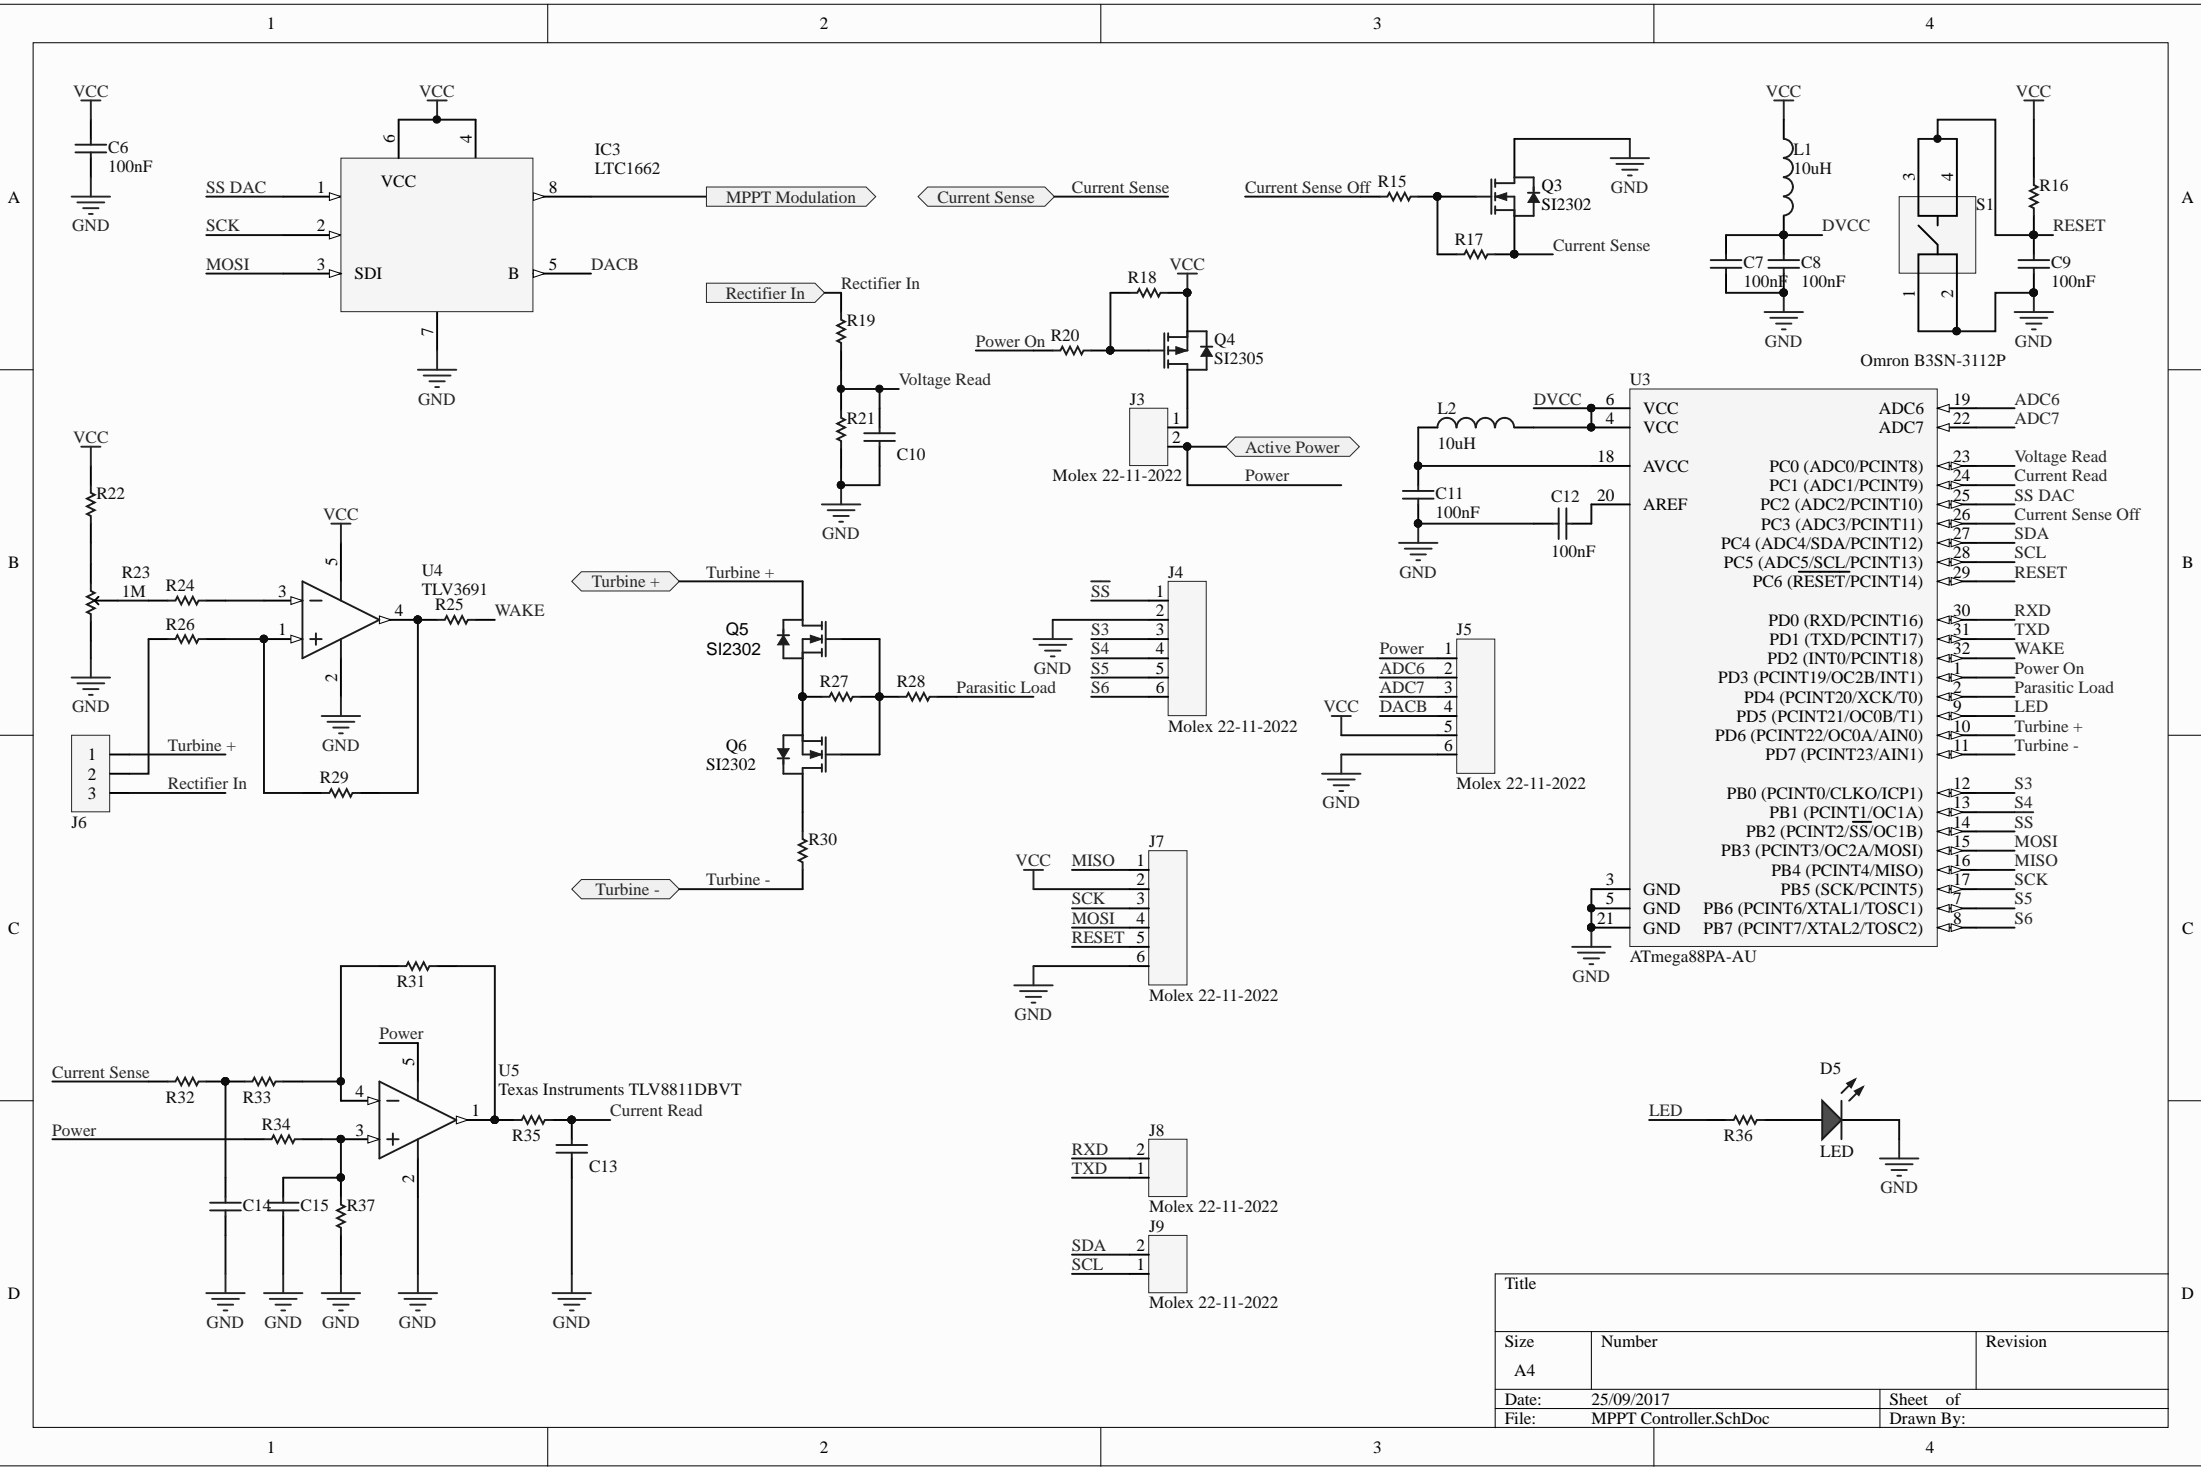 1 2 3 4
A A
B B
C C
D D
1 2 3 4
VCC
C6
100nF
GND
VCC
6 4
VCC
IC3
LTC1662
SS DAC 1
SCK 2
MOSI 3 SDI
8
B 5 DACB
7
GND
MPPT Modulation
Current Sense Current Sense
Current Sense Off R15
Q3
SI2302
GND
R17
Current Sense
VCC
L1
10uH
DVCC
C7
100nF
C8
100nF
GND
VCC
3 4
S1
1 2
R16
RESET
C9
100nF
GND
Omron B3SN-3112P
Rectifier In Rectifier In
R19
Voltage Read
R21
C10
GND
VCC
R18
Power On R20
Q4
SI2305
J3
1
2
Molex 22-11-2022
Active Power
Power
U3
DVCC 6 VCC
4 VCC
L2
10uH
18 AVCC
C11
100nF
C12
100nF
20 AREF
GND
ADC6 19 ADC6
ADC7 22 ADC7
PC0 (ADC0/PCINT8) 23 Voltage Read
PC1 (ADC1/PCINT9) 24 Current Read
PC2 (ADC2/PCINT10) 25 SS DAC
PC3 (ADC3/PCINT11) 26 Current Sense Off
PC4 (ADC4/SDA/PCINT12) 27 SDA
PC5 (ADC5/SCL/PCINT13) 28 SCL
PC6 (RESET/PCINT14) 29 RESET
PD0 (RXD/PCINT16) 30 RXD
PD1 (TXD/PCINT17) 31 TXD
PD2 (INT0/PCINT18) 32 WAKE
PD3 (PCINT19/OC2B/INT1) 1 Power On
PD4 (PCINT20/XCK/T0) 2 Parasitic Load
PD5 (PCINT21/OC0B/T1) 9 LED
PD6 (PCINT22/OC0A/AIN0) 10 Turbine +
PD7 (PCINT23/AIN1) 11 Turbine -
PB0 (PCINT0/CLKO/ICP1) 12 S3
PB1 (PCINT1/OC1A) 13 S4
PB2 (PCINT2/SS/OC1B) 14 SS
PB3 (PCINT3/OC2A/MOSI) 15 MOSI
PB4 (PCINT4/MISO) 16 MISO
3 GND PB5 (SCK/PCINT5) 17 SCK
5 GND PB6 (PCINT6/XTAL1/TOSC1) 7 S5
21 GND PB7 (PCINT7/XTAL2/TOSC2) 8 S6
GND
ATmega88PA-AU
VCC
R22
R23
1M
R24
R26
GND
VCC
5
3
1
4
2
U4
TLV3691
R25 WAKE
GND
R29
1 Turbine +
2
3 Rectifier In
J6
Turbine + Turbine +
Q5
SI2302
R27 R28
Parasitic Load
Q6
SI2302
R30
Turbine - Turbine -
J4
SS 1
2
S3 3
S4 4
S5 5
S6 6
GND
Molex 22-11-2022
J5
Power 1
ADC6 2
ADC7 3
DACB 4
VCC 5
6
GND
Molex 22-11-2022
J7
VCC MISO 1
2
SCK 3
MOSI 4
RESET 5
6
GND
Molex 22-11-2022
R31
Power
5
U5
Texas Instruments TLV8811DBVT
Current Sense
R32 R33
4
Power R34 3
1
R35
Current Read
2
C13
C14 C15 R37
GND GND GND GND GND
J8
RXD 2
TXD 1
Molex 22-11-2022
J9
SDA 2
SCL 1
Molex 22-11-2022
D5
LED R36
LED
GND
Title
Size Number Revision
A4
Date: 25/09/2017 Sheet of
File: MPPT Controller.SchDoc Drawn By: